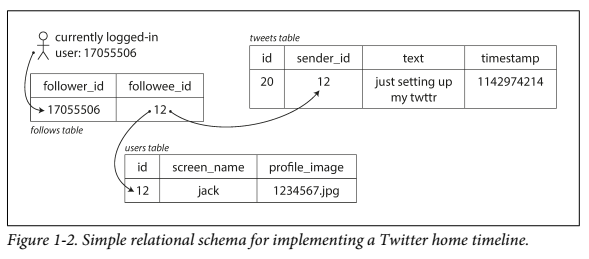 currently logged-in
user: 17055506
tweets table
id sender_id text timestamp
20 12 just setting up 1142974214
my twttr
follower_id followee_id
17055506 12
follows table
users table
id screen_name profile_image
12 jack 1234567.jpg
Figure 1-2. Simple relational schema for implementing a Twitter home timeline.